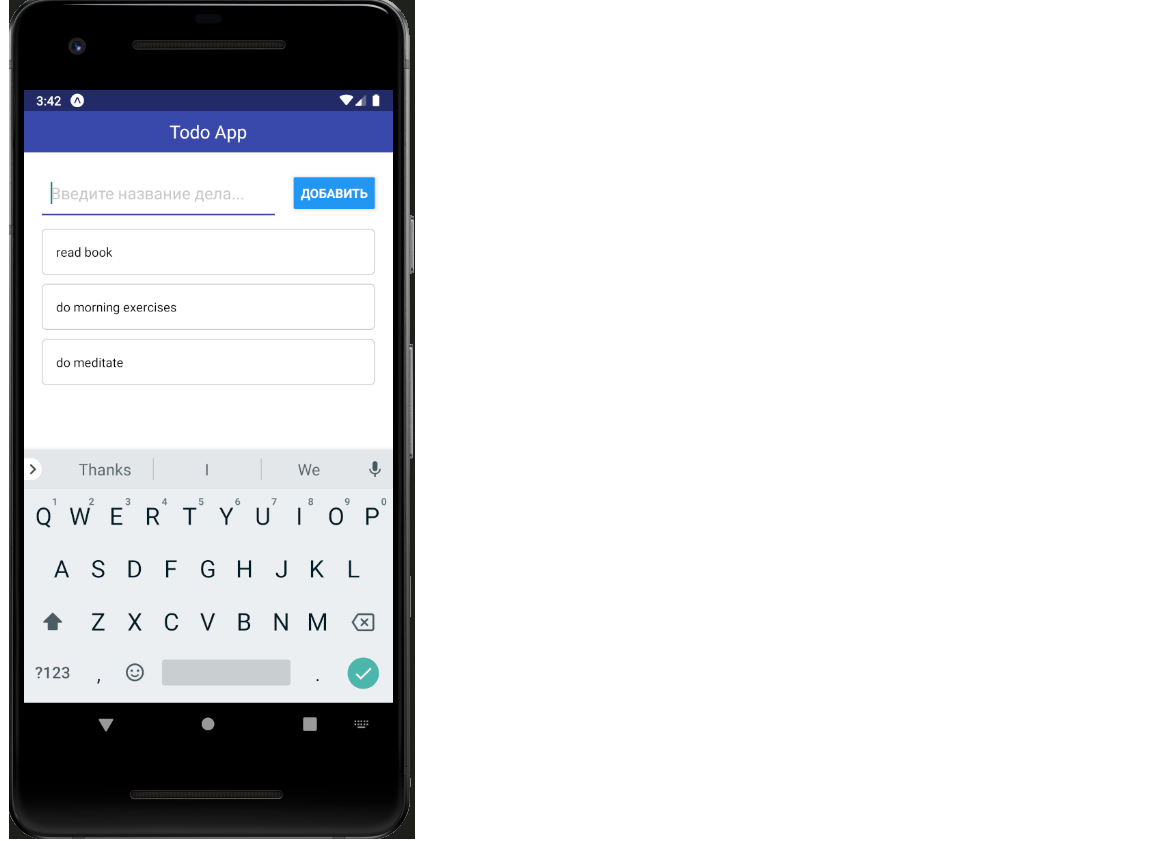 3:42
Todo App
Введите название дела...
ДОБАВИТЬ
read book
do morning exercises
do meditate
Thanks I We
1 2 3 4 5 6 7 8 9 0
Q W E R T Y U I O P
A S D F G H J K L
Z X C V B N M
?123 , .